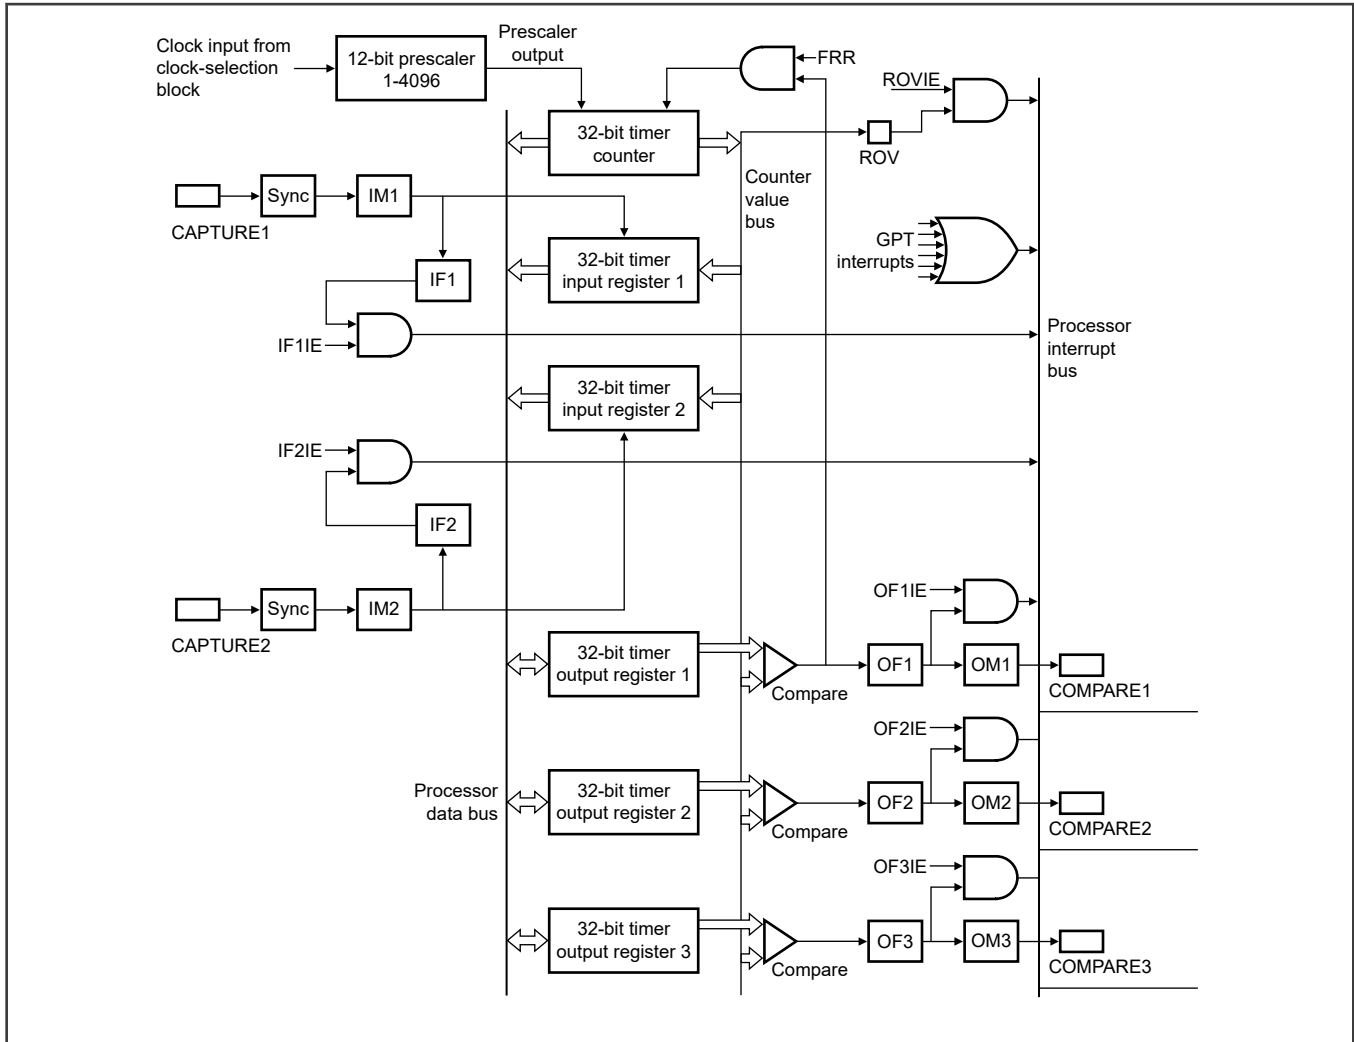 Clock input from
clock-selection
block
12-bit prescaler
1-4096
Prescaler
output
FRR
ROVIE
32-bit timer
counter
ROV
Counter
value
bus
Sync
IM1
CAPTURE1
GPT
interrupts
32-bit timer
input register 1
IF1
IF1IE
Processor
interrupt
bus
32-bit timer
input register 2
IF2IE
IF2
Sync
IM2
CAPTURE2
OF1IE
32-bit timer
output register 1
Compare
OF1
OM1
COMPARE1
OF2IE
Processor
data bus
32-bit timer
output register 2
Compare
OF2
OM2
COMPARE2
OF3IE
32-bit timer
output register 3
Compare
OF3
OM3
COMPARE3